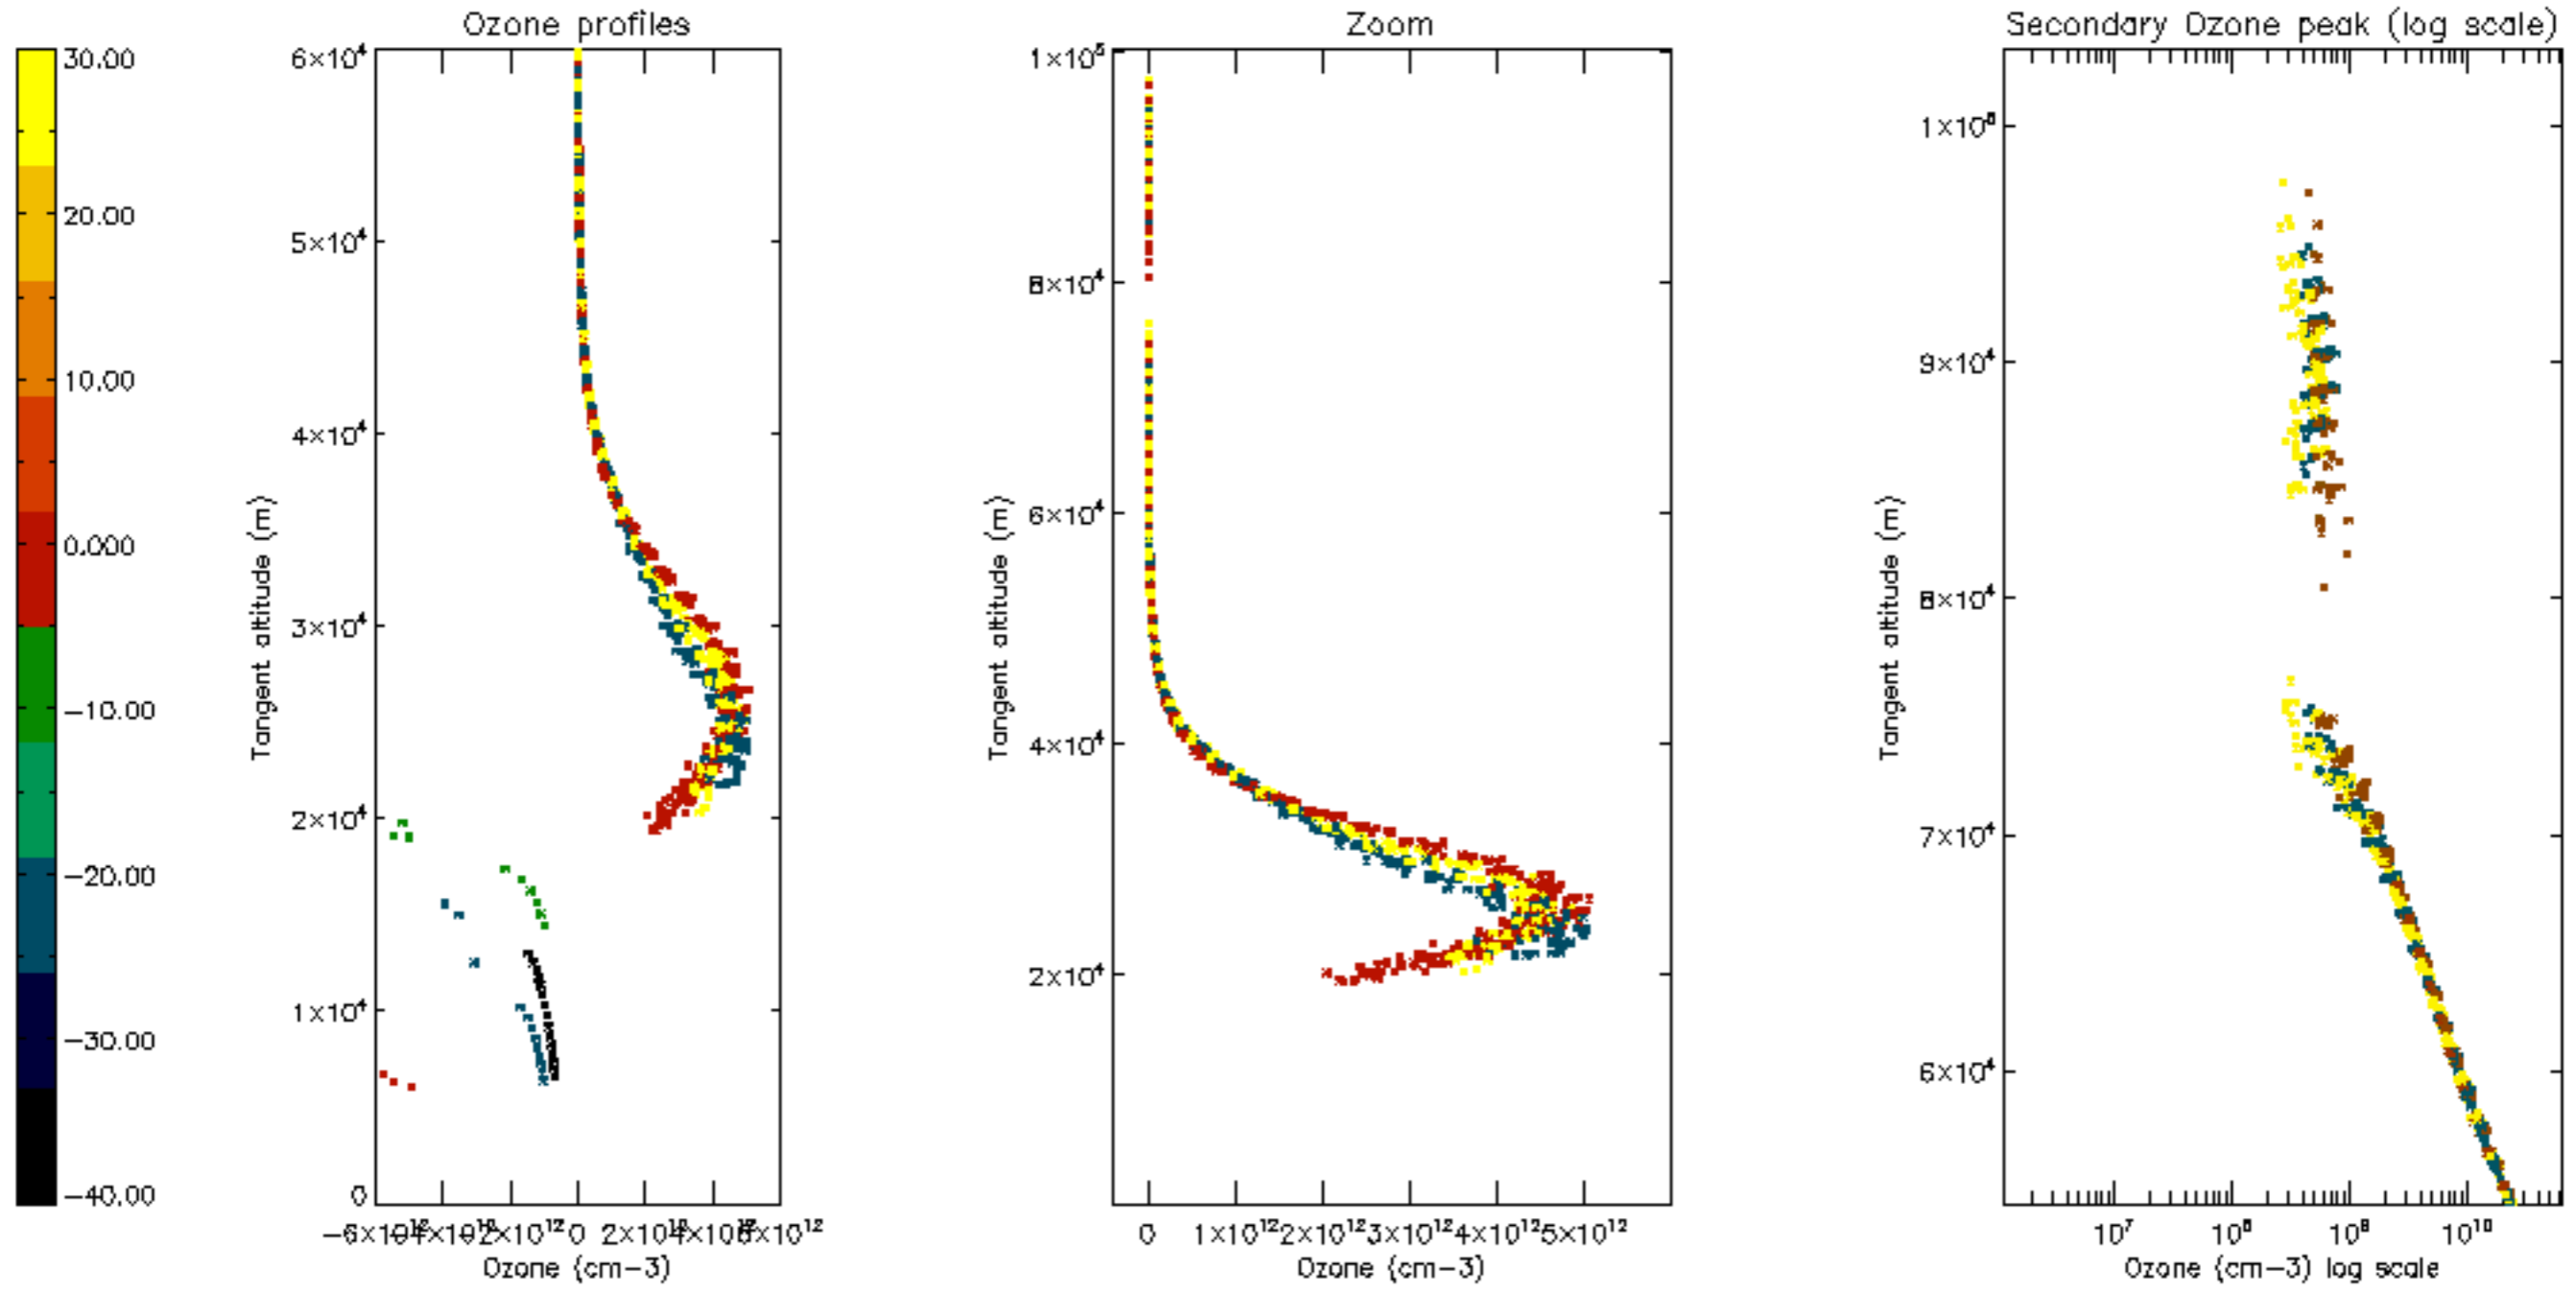 Ozone profiles
Zoom
Secondary Ozone peak (log scale)
30.00
20.00
10.00
0.000
−10.00
−20.00
−30.00
−40.00
6×10⁴
5×10⁴
4×10⁴
3×10⁴
2×10⁴
1×10⁴
0
Tangent altitude (m)
0
Ozone (cm−3)
1×10⁵
8×10⁴
6×10⁴
4×10⁴
2×10⁴
Tangent altitude (m)
0 1×10¹² 2×10¹² 3×10¹² 4×10¹² 5×10¹²
Ozone (cm−3)
9×10⁴
8×10⁴
7×10⁴
6×10⁴
Tangent altitude (m)
10⁷ 10⁸ 10⁹ 10¹⁰
Ozone (cm−3) log scale